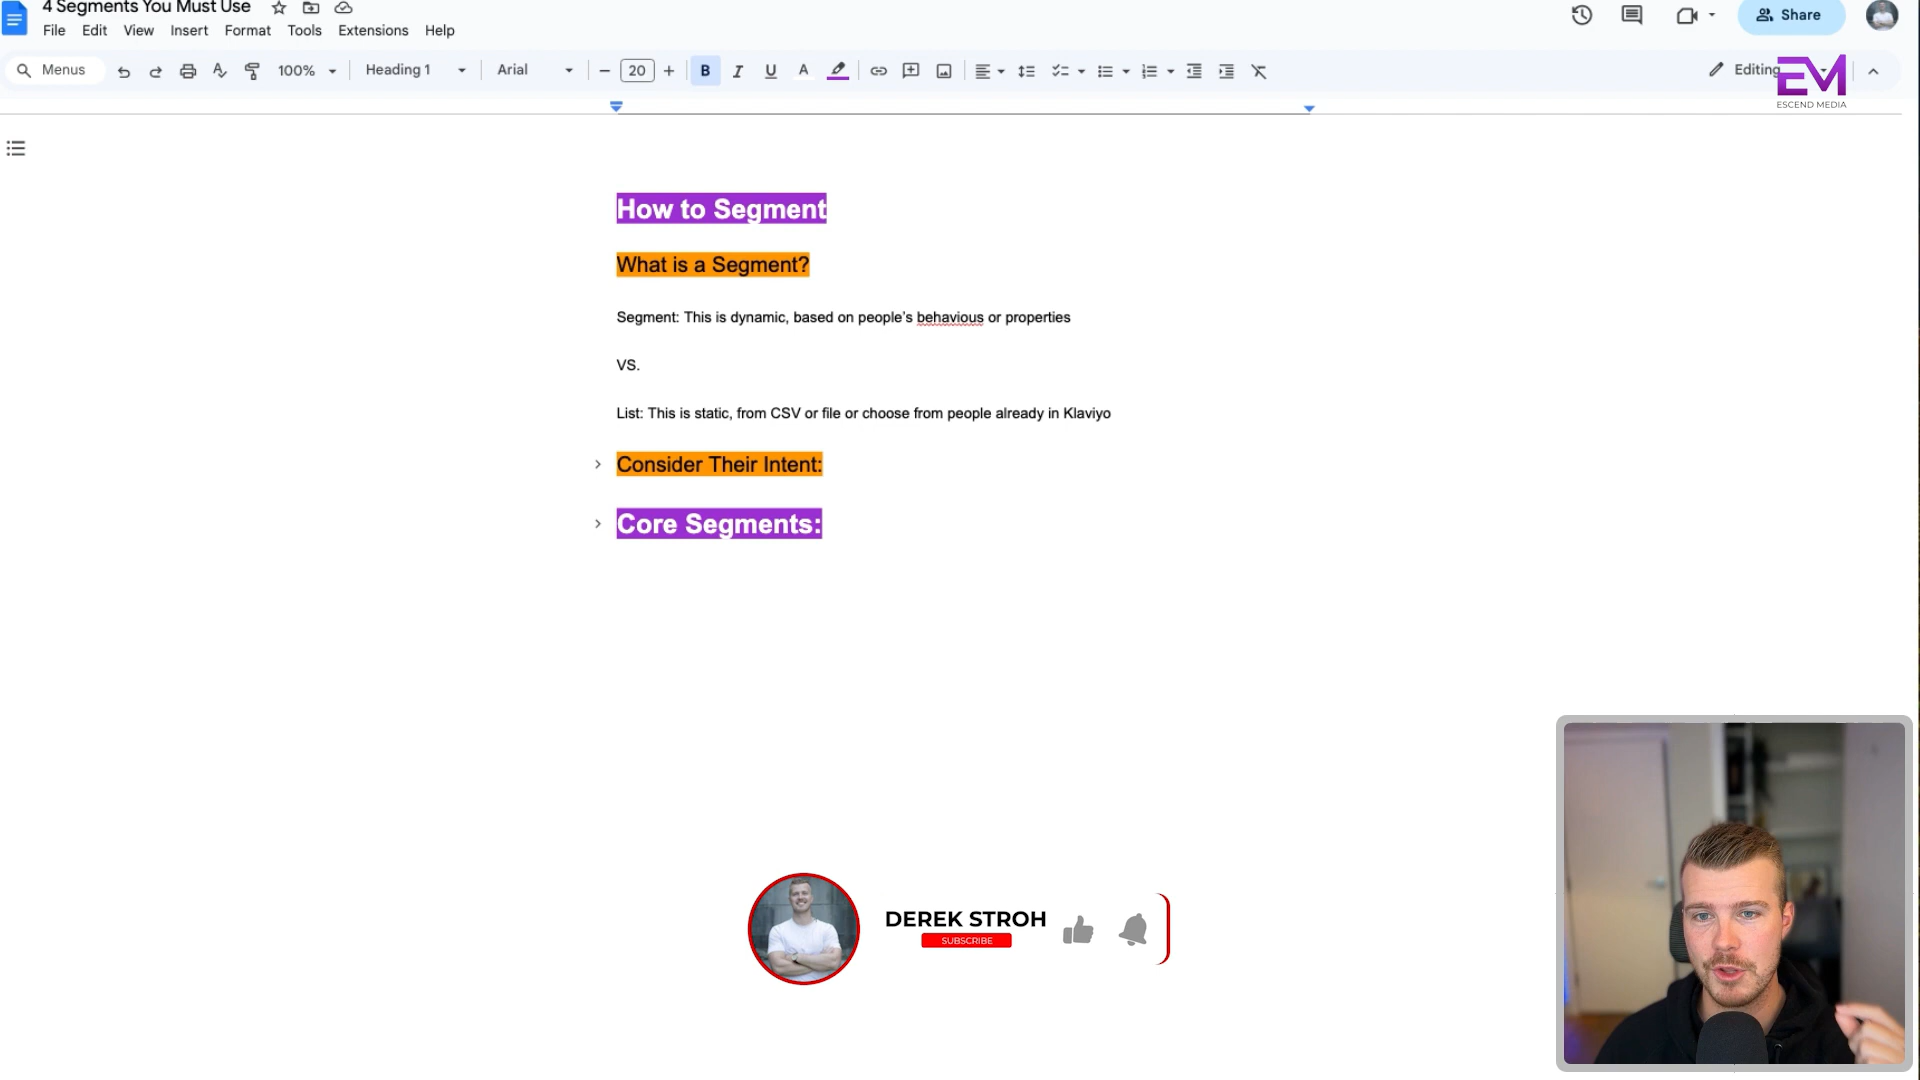 4 Segments You Must Use
File Edit View Insert Format Tools Extensions Help
Share
Menus 100% Heading 1 Arial 20 B I U A Editing
EM
ESCEND MEDIA
How to Segment
What is a Segment?
Segment: This is dynamic, based on people's behavious or properties
VS.
List: This is static, from CSV or file or choose from people already in Klaviyo
Consider Their Intent:
Core Segments:
DEREK STROH
SUBSCRIBE